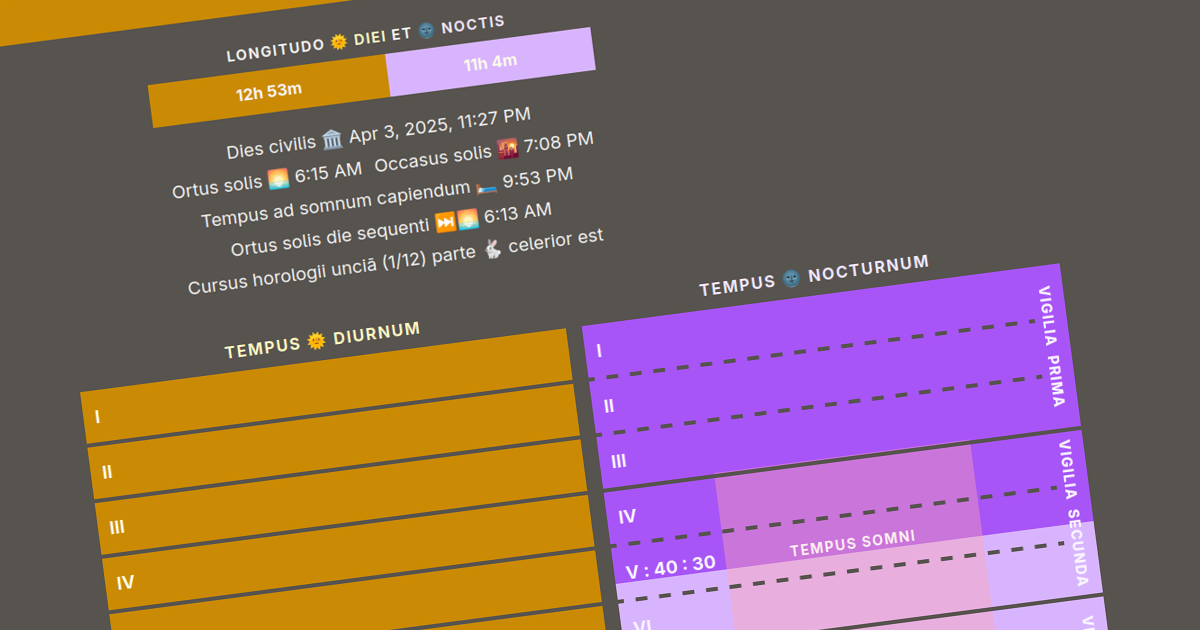 LONGITUDO 🌞 DIEI ET 🌚 NOCTIS
12h 53m
11h 4m
Dies civilis 🏛️ Apr 3, 2025, 11:27 PM
Ortus solis 🌅 6:15 AM Occasus solis 🌇 7:08 PM
Tempus ad somnum capiendum 🛏️ 9:53 PM
Ortus solis die sequenti ⏭️🌅 6:13 AM
Cursus horologii unciā (1/12) parte 🐇 celerior est
TEMPUS 🌞 DIURNUM
I
II
III
IV
TEMPUS 🌚 NOCTURNUM
I
II
III
VIGILIA PRIMA
IV
V : 40 : 30
TEMPUS SOMNI
VI
VIGILIA SECUNDA